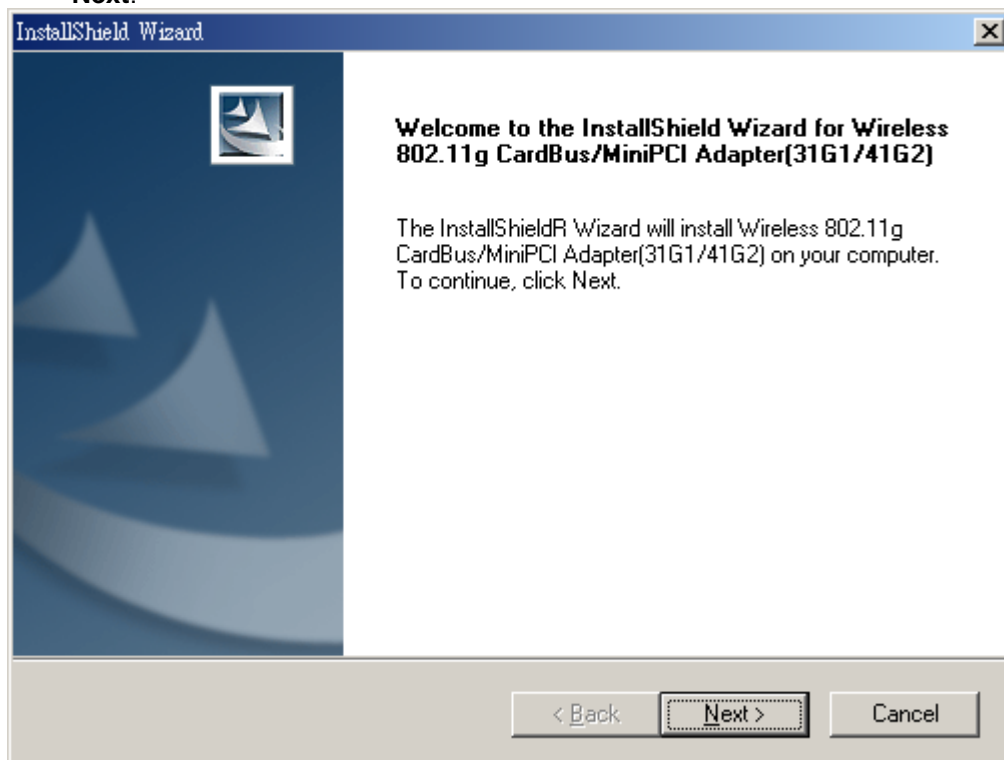 Next.
InstallShield Wizard
Welcome to the InstallShield Wizard for Wireless
802.11g CardBus/MiniPCI Adapter(31G1/41G2)
The InstallShieldR Wizard will install Wireless 802.11g
CardBus/MiniPCI Adapter(31G1/41G2) on your computer.
To continue, click Next.
< Back Next > Cancel